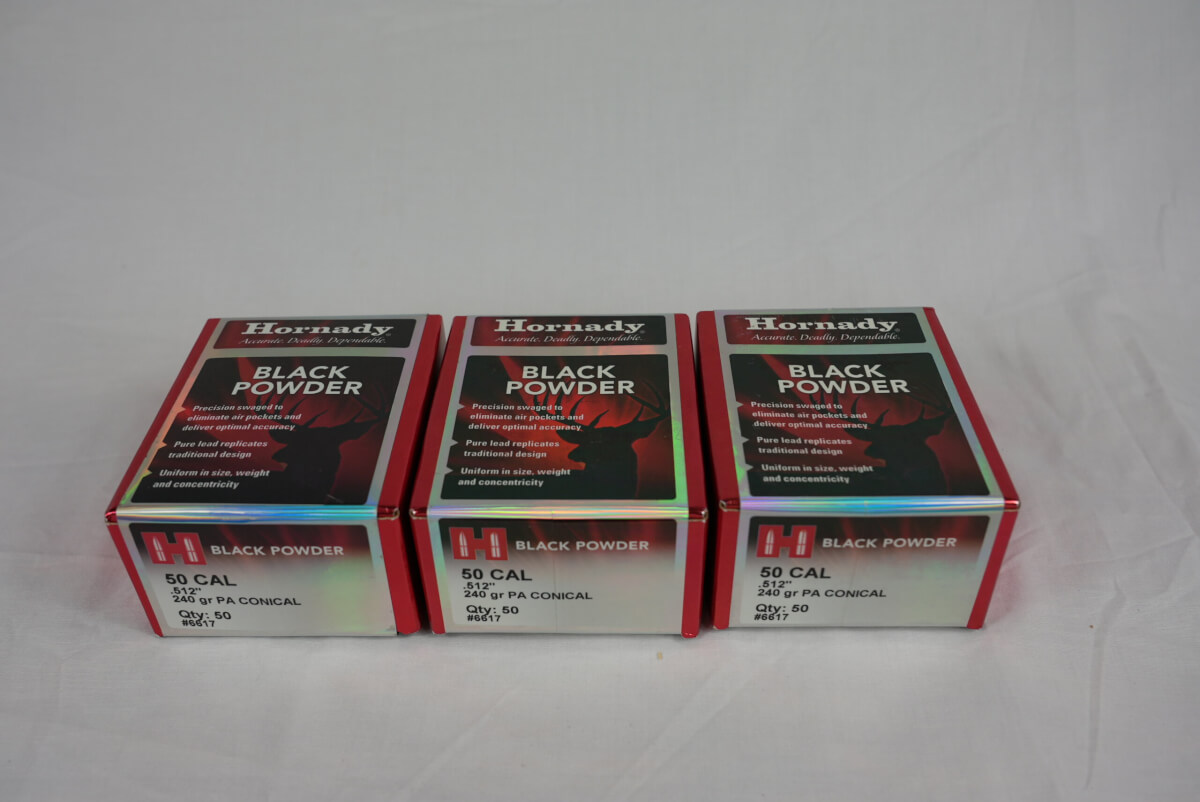 Hornady®
Accurate. Deadly. Dependable.
BLACK
POWDER
Precision swaged to
eliminate air pockets and
deliver optimal accuracy
Pure lead replicates
traditional design
Uniform in size, weight
and concentricity
H BLACK POWDER
50 CAL
.512"
240 gr PA CONICAL
Qty: 50
#6617
Hornady®
Accurate. Deadly. Dependable.
BLACK
POWDER
Precision swaged to
eliminate air pockets and
deliver optimal accuracy
Pure lead replicates
traditional design
Uniform in size, weight
and concentricity
H BLACK POWDER
50 CAL
.512"
240 gr PA CONICAL
Qty: 50
#6617
Hornady®
Accurate. Deadly. Dependable.
BLACK
POWDER
Precision swaged to
eliminate air pockets and
deliver optimal accuracy
Pure lead replicates
traditional design
Uniform in size, weight
and concentricity
H BLACK POWDER
50 CAL
.512"
240 gr PA CONICAL
Qty: 50
#6617